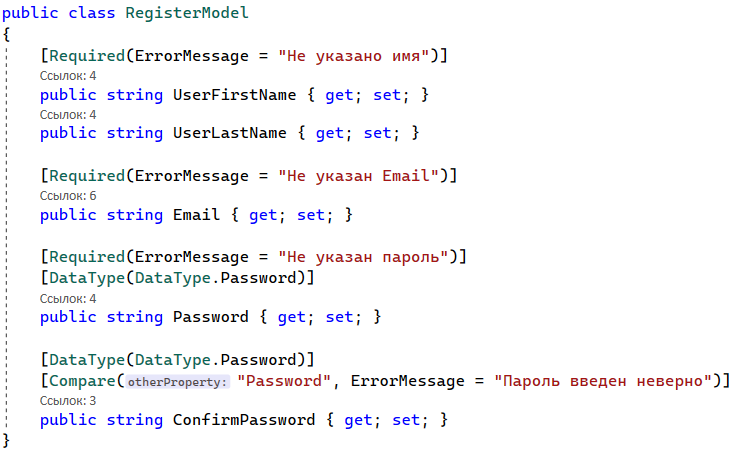 public class RegisterModel
{
[Required(ErrorMessage = "Не указано имя")]
Ссылок: 4
public string UserFirstName { get; set; }
Ссылок: 4
public string UserLastName { get; set; }
[Required(ErrorMessage = "Не указан Email")]
Ссылок: 6
public string Email { get; set; }
[Required(ErrorMessage = "Не указан пароль")]
[DataType(DataType.Password)]
Ссылок: 4
public string Password { get; set; }
[DataType(DataType.Password)]
[Compare(otherProperty: "Password", ErrorMessage = "Пароль введен неверно")]
Ссылок: 3
public string ConfirmPassword { get; set; }
}